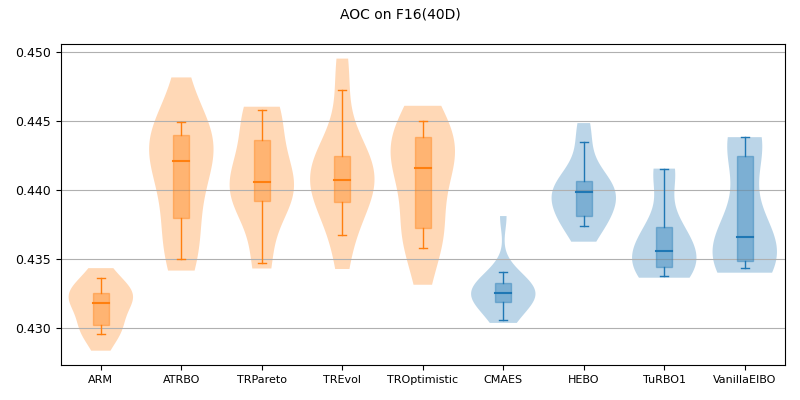 AOC on F16(40D)
0.450
0.445
0.440
0.435
0.430
ARM ATRBO TRPareto TREvol TROptimistic CMAES HEBO TuRBO1 VanillaEIBO